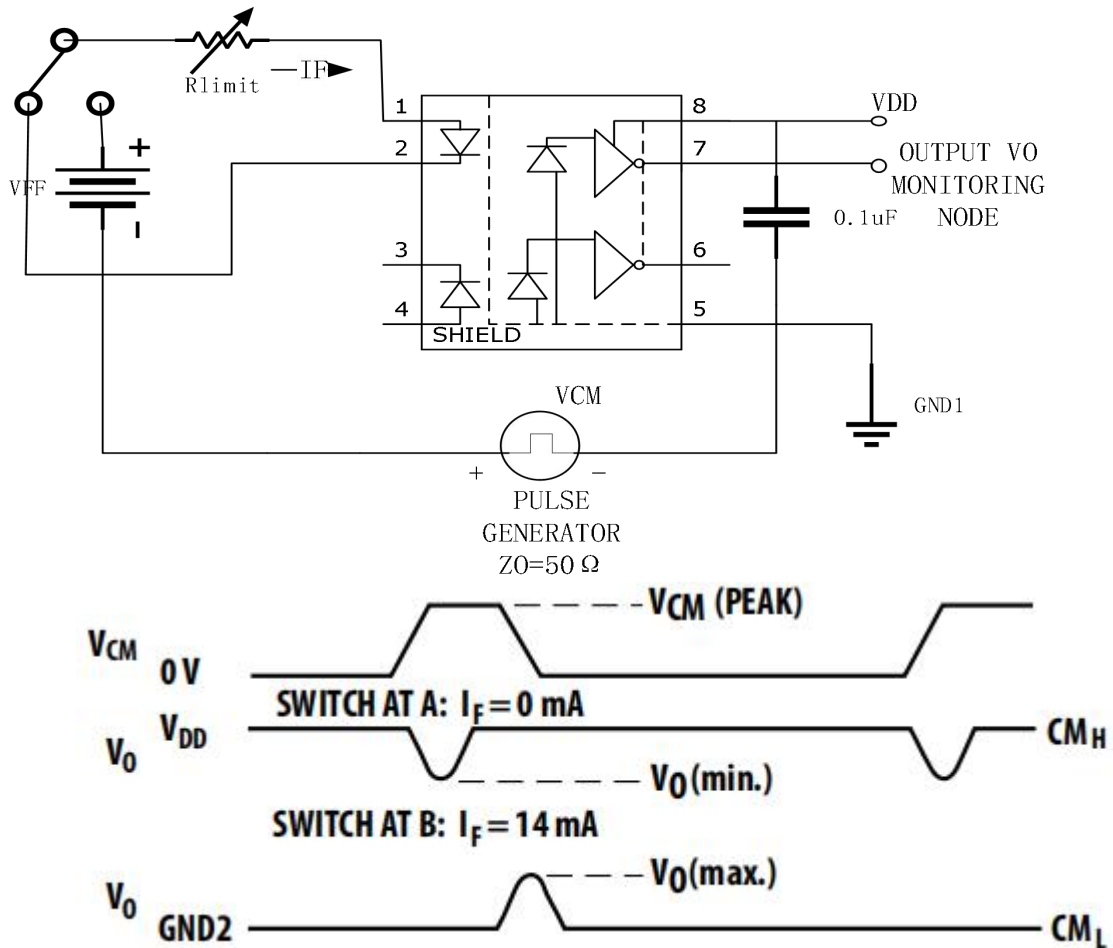 Rlimit
IF
1
8
VDD
2
7
OUTPUT VO
MONITORING
NODE
+
VFF
-
0.1uF
3
6
4
5
SHIELD
GND1
VCM
+
−
PULSE
GENERATOR
ZO=50Ω
VCM (PEAK)
VCM
0 V
SWITCH AT A: IF = 0 mA
VDD
CMH
VO
VO(min.)
SWITCH AT B: IF = 14 mA
VO(max.)
VO
GND2
CML